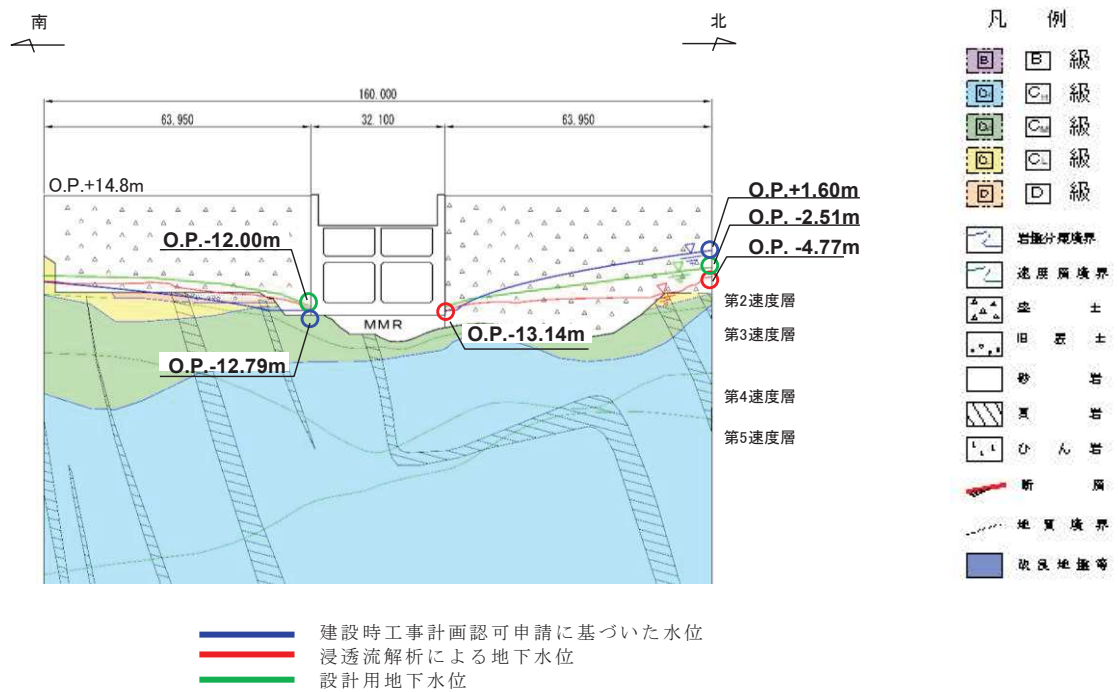 南
北
160.000
63.950
32.100
63.950
O.P.+14.8m
O.P.+1.60m
O.P. -2.51m
O.P. -4.77m
O.P.-12.00m
第2速度層
MMR
O.P.-13.14m
第3速度層
O.P.-12.79m
第4速度層
第5速度層
凡 例
B B 級
CH 級
CM 級
CL 級
D D 級
岩盤分類境界
速度層境界
盛 土
旧 表 土
砂 岩
頁 岩
ひ ん 岩
断 層
地 質 境 界
改 良 地 盤 等
建設時工事計画認可申請に基づいた水位
浸透流解析による地下水位
設計用地下水位